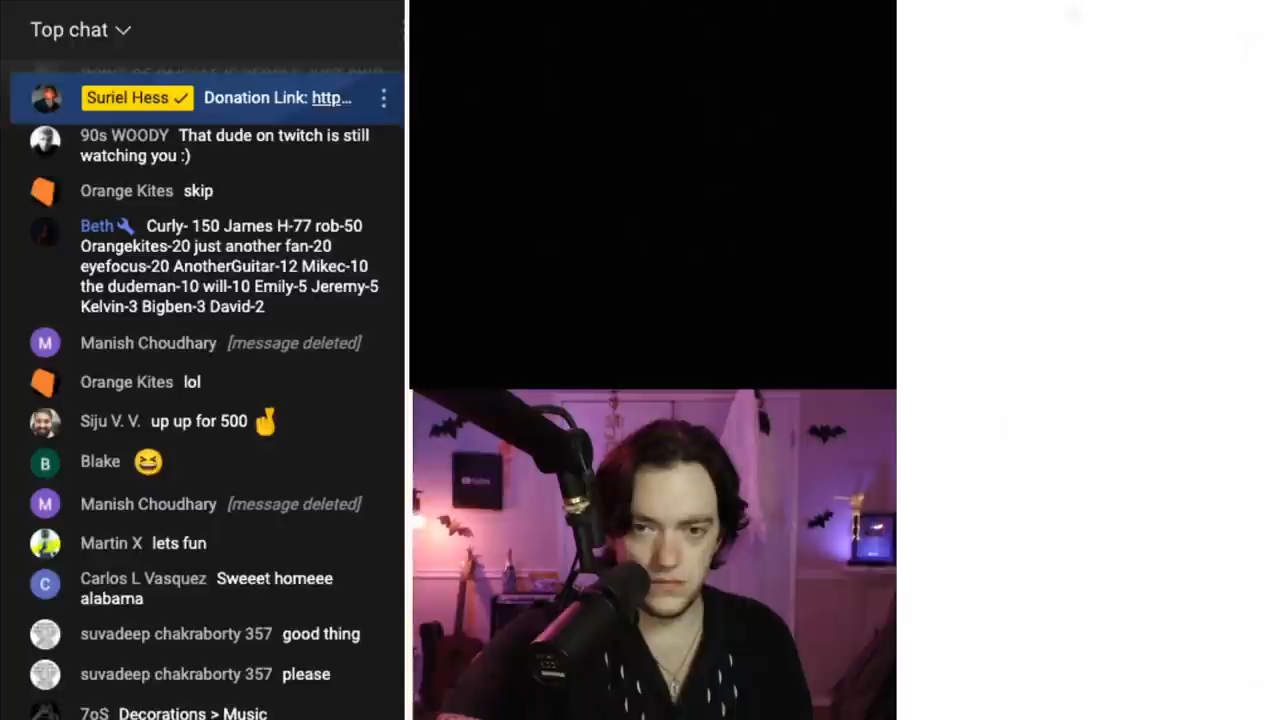 Top chat
Suriel Hess Donation Link: http...
90s WOODY That dude on twitch is still
watching you :)
Orange Kites skip
Beth Curly- 150 James H-77 rob-50
Orangekites-20 just another fan-20
eyefocus-20 AnotherGuitar-12 Mikec-10
the dudeman-10 will-10 Emily-5 Jeremy-5
Kelvin-3 Bigben-3 David-2
M Manish Choudhary [message deleted]
Orange Kites lol
Siju V. V. up up for 500
B Blake
M Manish Choudhary [message deleted]
Martin X lets fun
C Carlos L Vasquez Sweeet homeee
alabama
suvadeep chakraborty 357 good thing
suvadeep chakraborty 357 please
7oS Decorations > Music